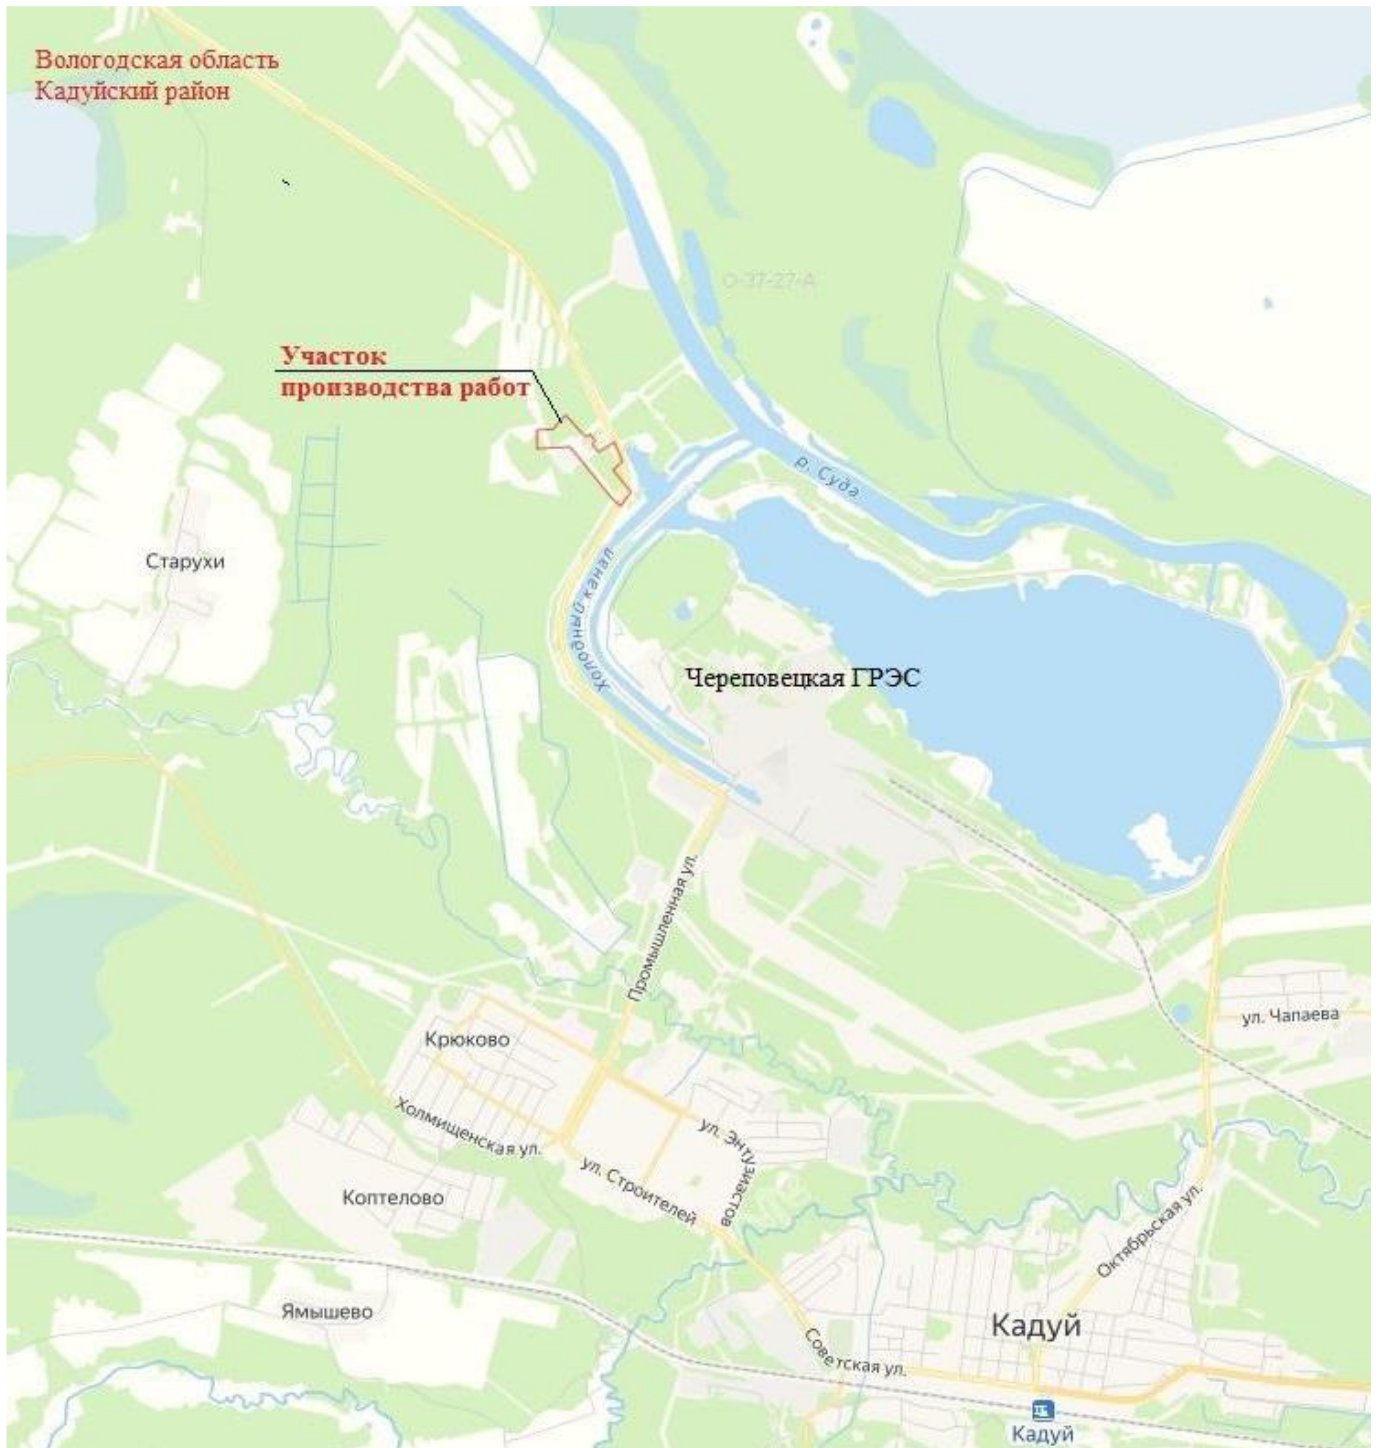 Вологодская область
Кадуйский район
О-37-27-А
Участок
производства работ
р. Суда
Старухи
Холодный канал
Череповецкая ГРЭС
Промышленная ул.
ул. Чапаева
Крюково
Холмищенская ул.
ул. Энтузиастов
ул. Строителей
Коптелово
Октябрьская ул.
Ямышево
Кадуй
Советская ул.
Кадуй